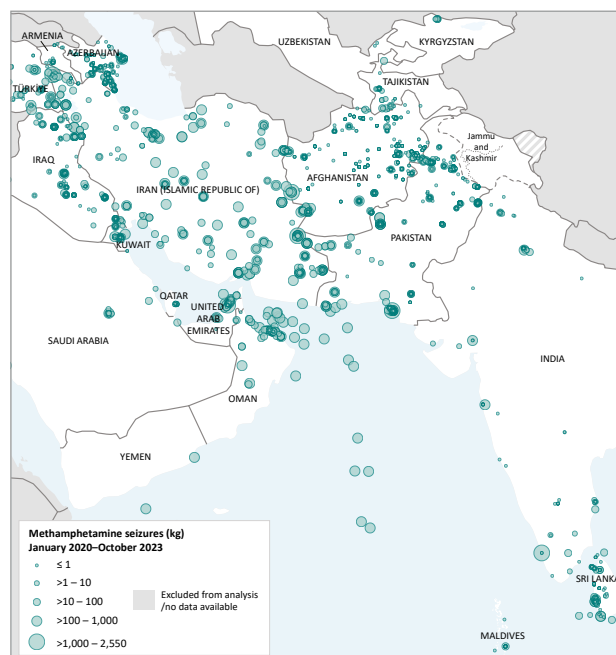 ARMENIA
UZBEKISTAN
KYRGYZSTAN
AZERBAIJAN
TAJIKISTAN
TÜRKIYE
Jammu
and
Kashmir
IRAQ
AFGHANISTAN
IRAN (ISLAMIC REPUBLIC OF)
PAKISTAN
KUWAIT
QATAR
UNITED
ARAB
EMIRATES
SAUDI ARABIA
INDIA
OMAN
YEMEN
SRI LANKA
MALDIVES
Methamphetamine seizures (kg)
January 2020–October 2023
≤ 1
>1 – 10
>10 – 100
>100 – 1,000
>1,000 – 2,550
Excluded from analysis
/no data available